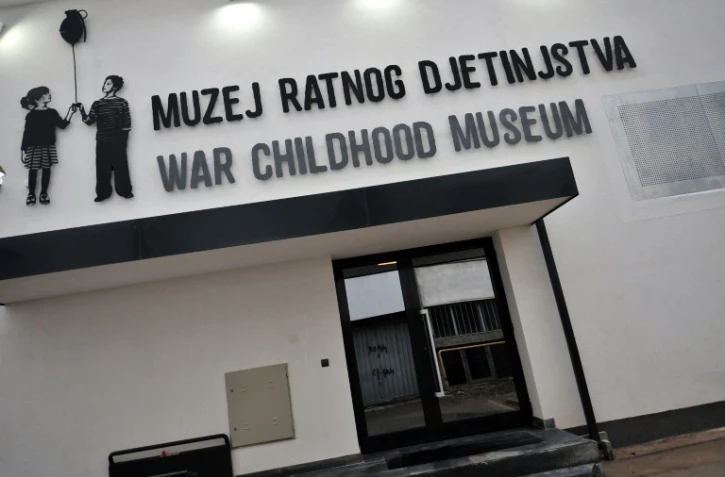 MUZEJ RATNOG DJETINJSTVA
WAR CHILDHOOD MUSEUM